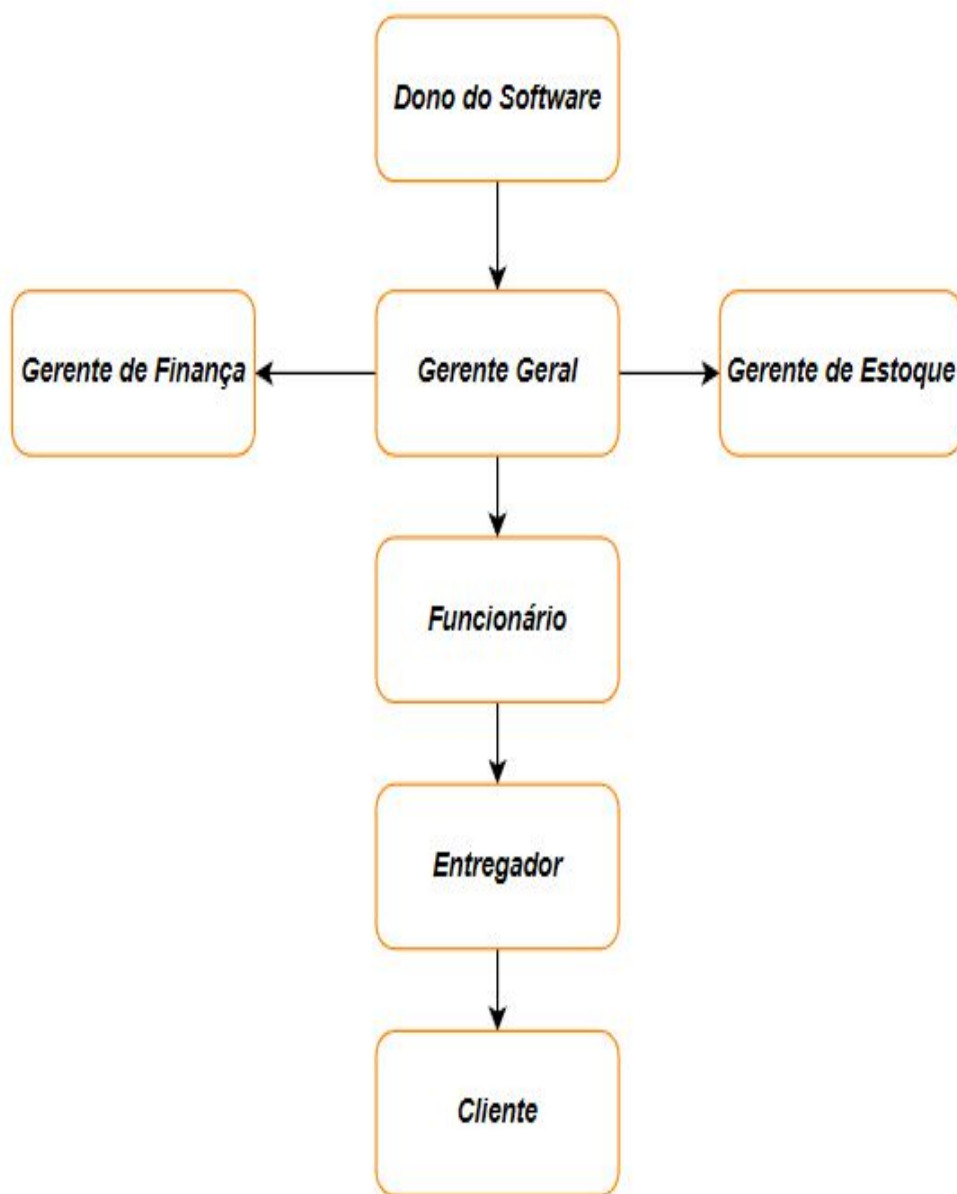 Dono do Software
Gerente de Finança
Gerente Geral
Gerente de Estoque
Funcionário
Entregador
Cliente